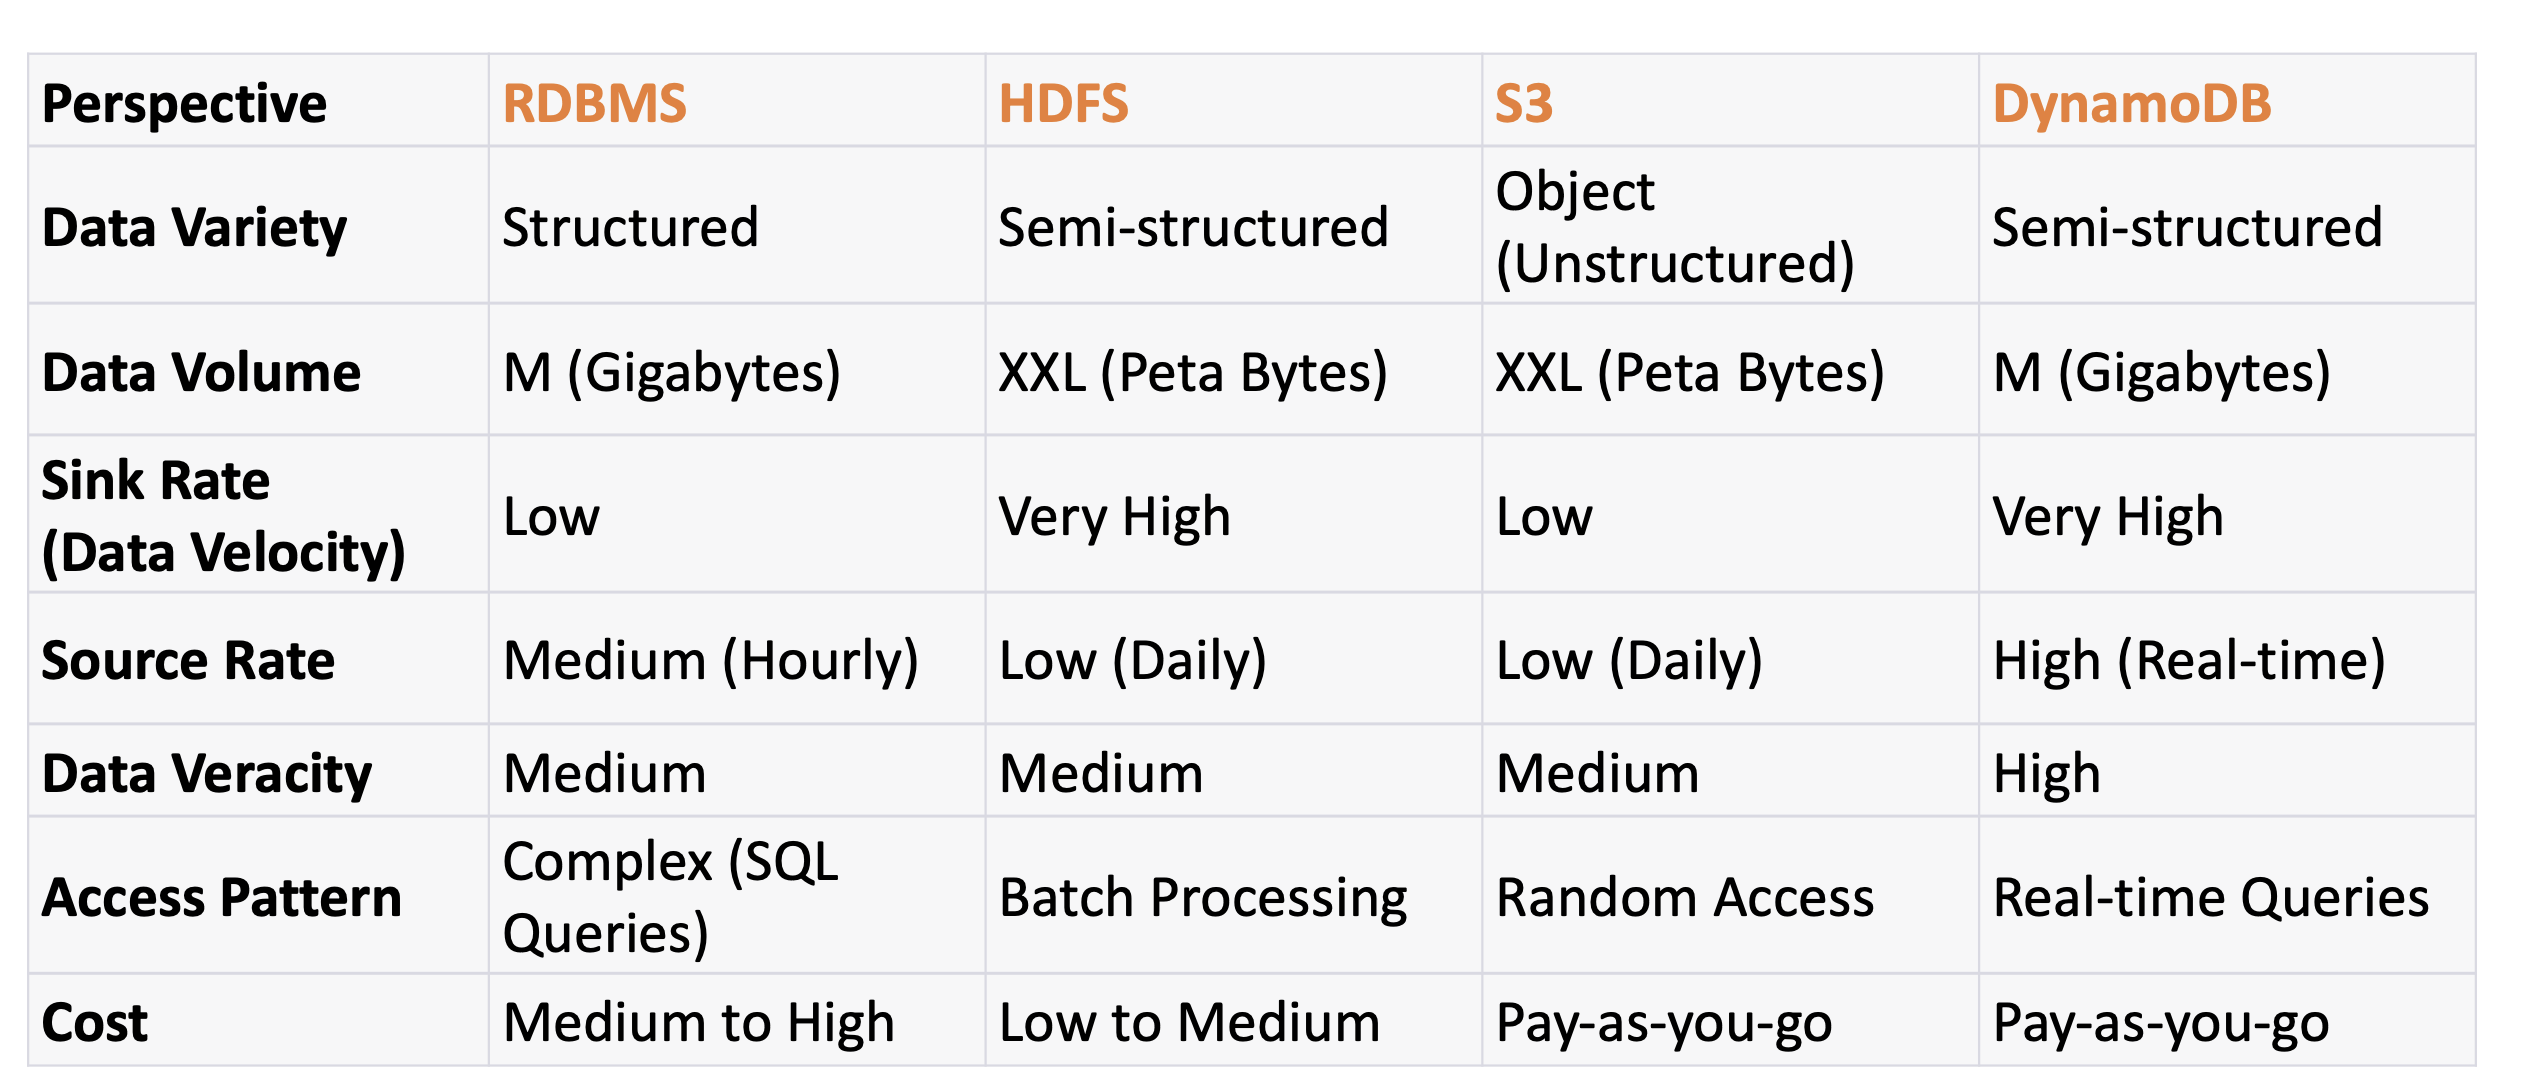 Perspective RDBMS HDFS S3 DynamoDB
Data Variety Structured Semi-structured Object (Unstructured) Semi-structured
Data Volume M (Gigabytes) XXL (Peta Bytes) XXL (Peta Bytes) M (Gigabytes)
Sink Rate (Data Velocity) Low Very High Low Very High
Source Rate Medium (Hourly) Low (Daily) Low (Daily) High (Real-time)
Data Veracity Medium Medium Medium High
Access Pattern Complex (SQL Queries) Batch Processing Random Access Real-time Queries
Cost Medium to High Low to Medium Pay-as-you-go Pay-as-you-go